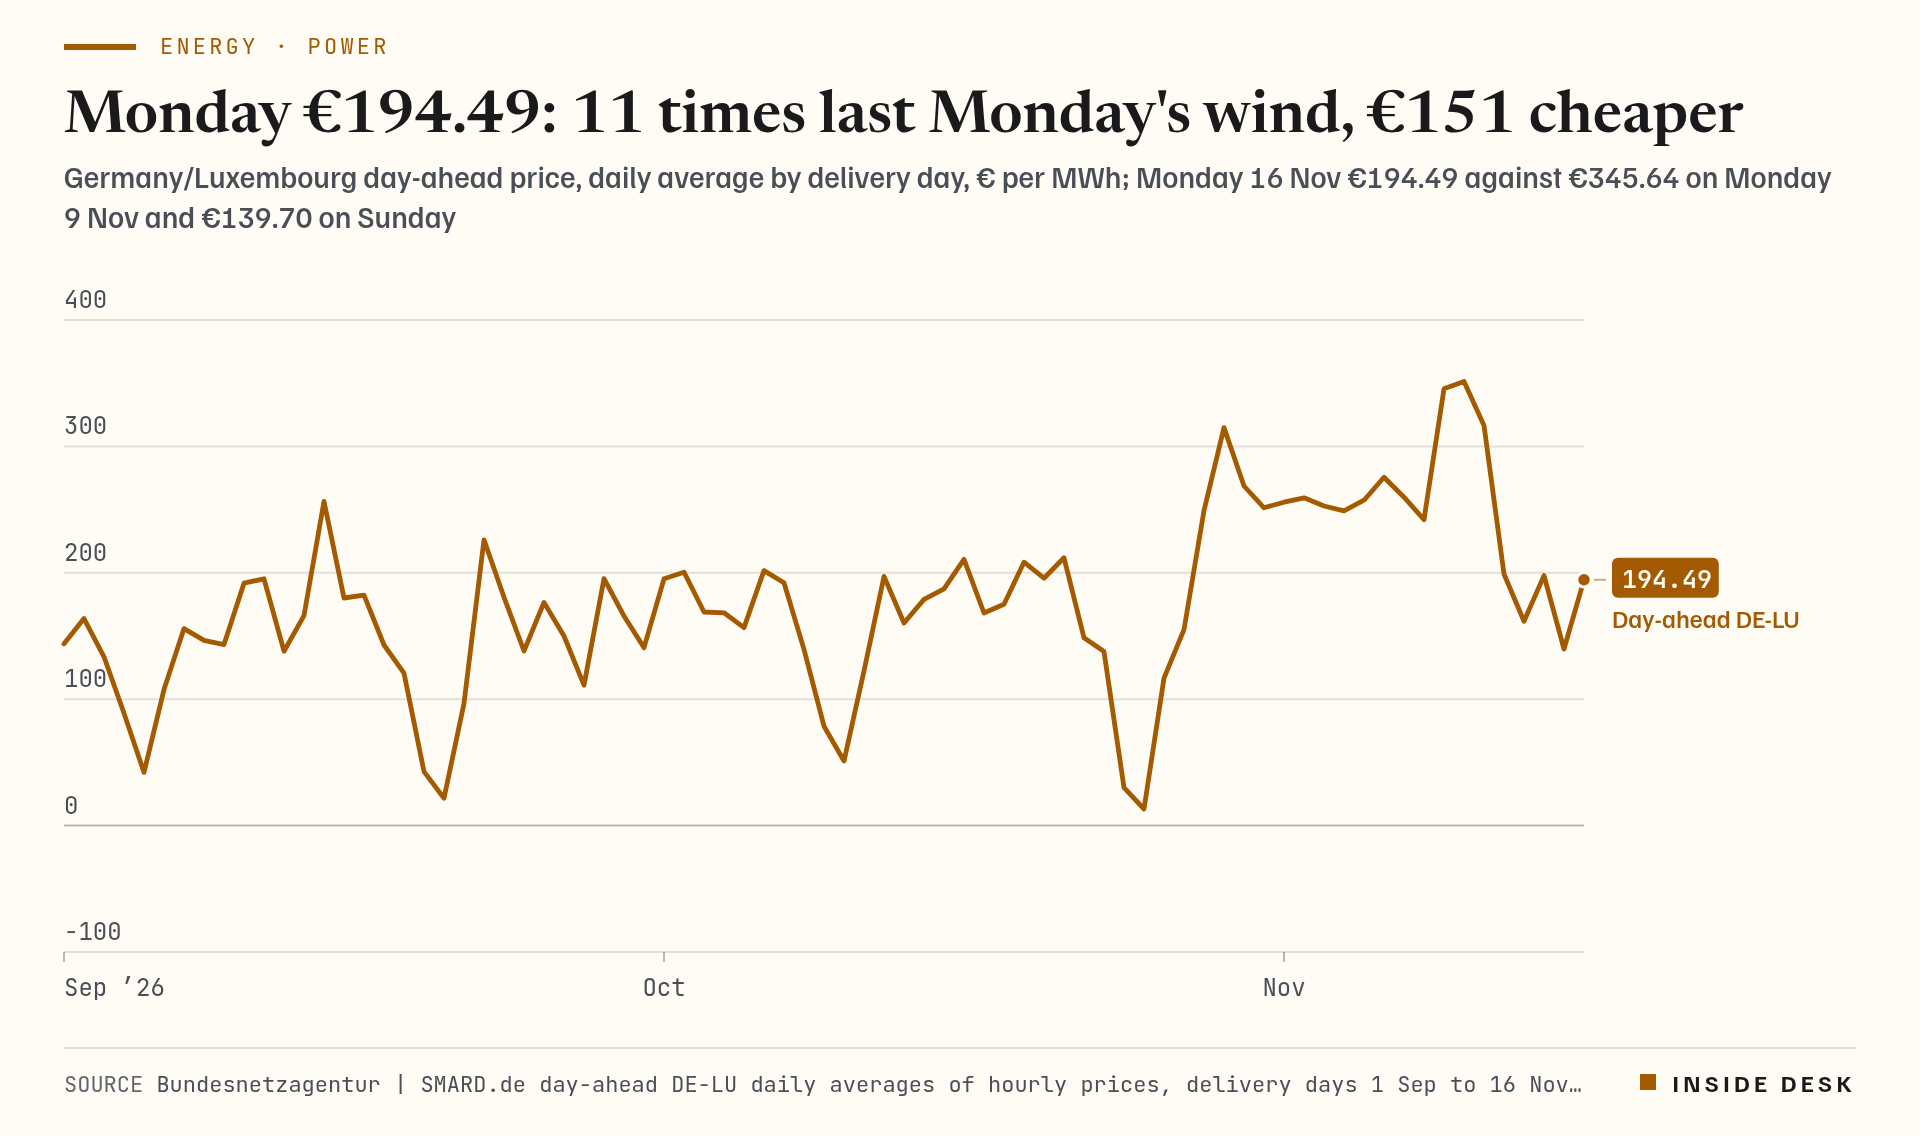 ENERGY · POWER
Monday €194.49: 11 times last Monday's wind, €151 cheaper
Germany/Luxembourg day-ahead price, daily average by delivery day, € per MWh; Monday 16 Nov €194.49 against €345.64 on Monday
9 Nov and €139.70 on Sunday
400
300
200
100
0
-100
194.49
Day-ahead DE-LU
Sep ’26
Oct
Nov
SOURCE Bundesnetzagentur | SMARD.de day-ahead DE-LU daily averages of hourly prices, delivery days 1 Sep to 16 Nov…
INSIDE DESK